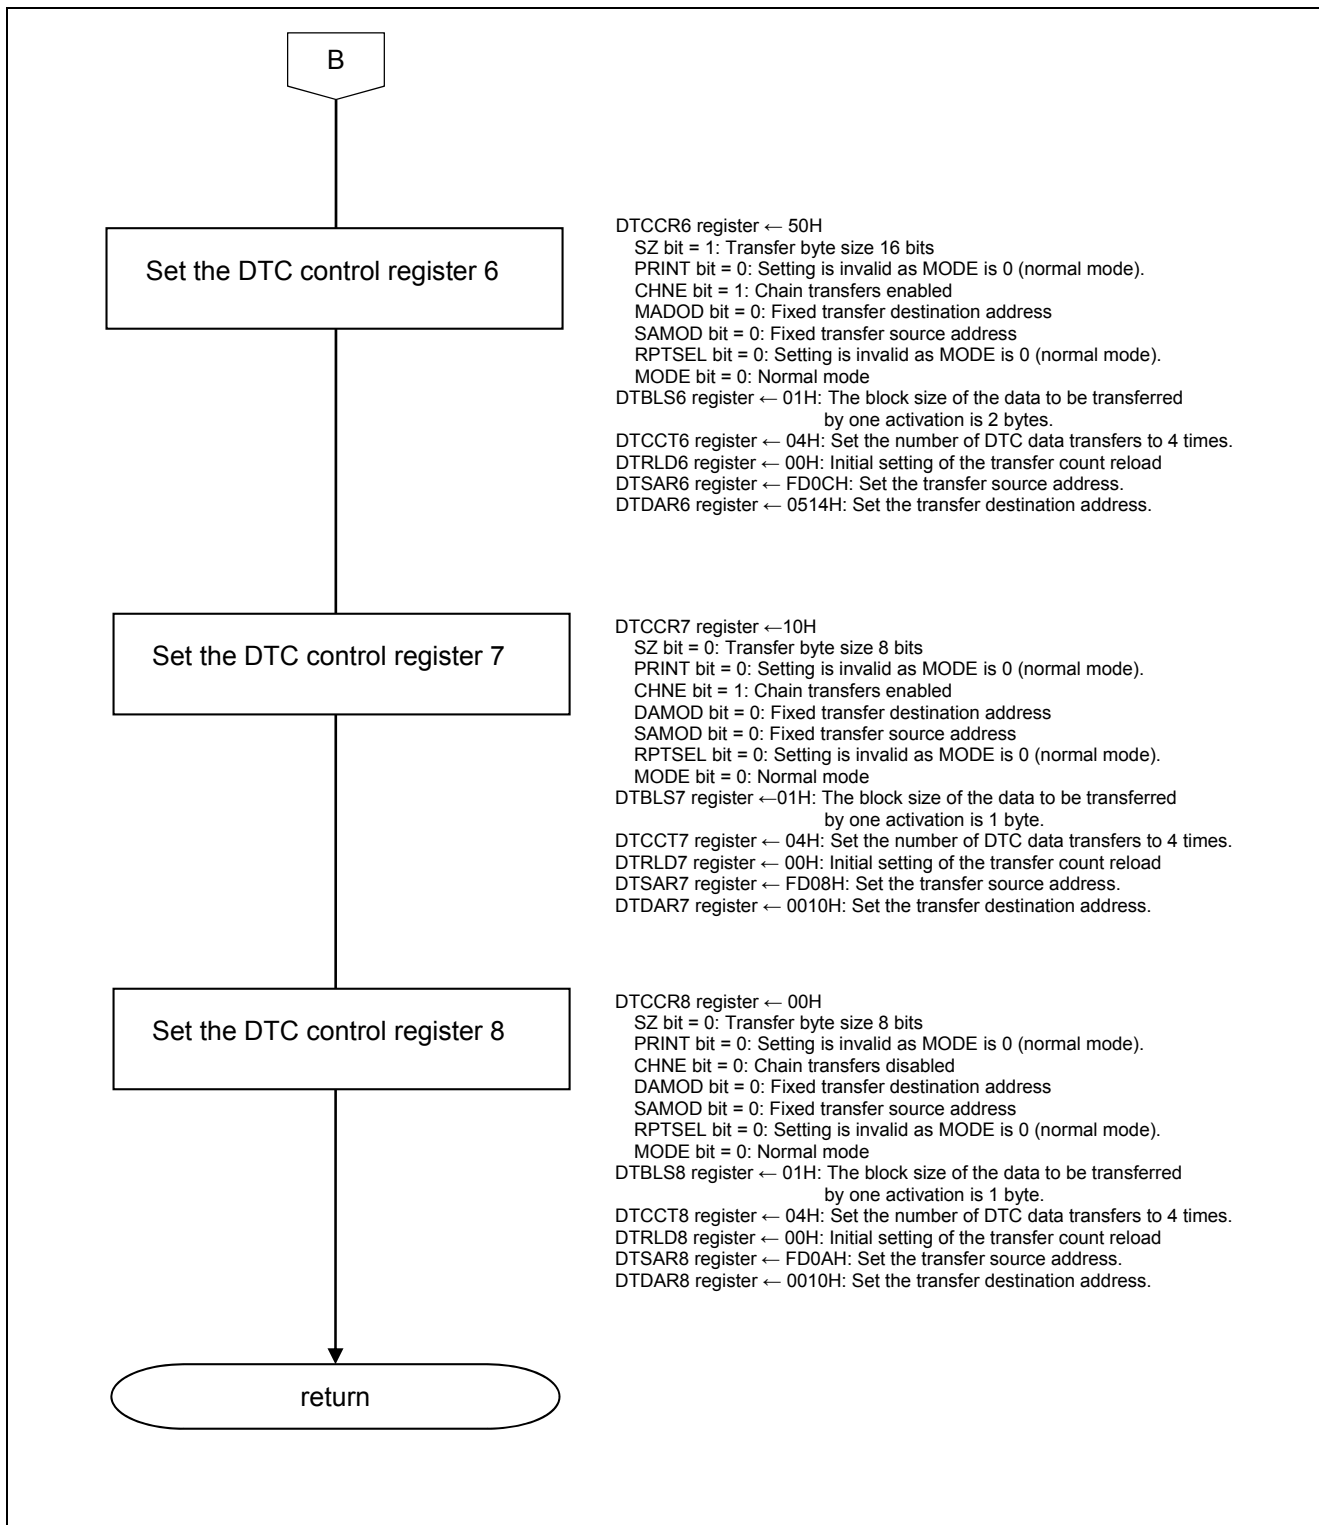 B
Set the DTC control register 6
DTCCR6 register ← 50H
SZ bit = 1: Transfer byte size 16 bits
PRINT bit = 0: Setting is invalid as MODE is 0 (normal mode).
CHNE bit = 1: Chain transfers enabled
MADOD bit = 0: Fixed transfer destination address
SAMOD bit = 0: Fixed transfer source address
RPTSEL bit = 0: Setting is invalid as MODE is 0 (normal mode).
MODE bit = 0: Normal mode
DTBLS6 register ← 01H: The block size of the data to be transferred
by one activation is 2 bytes.
DTCCT6 register ← 04H: Set the number of DTC data transfers to 4 times.
DTRLD6 register ← 00H: Initial setting of the transfer count reload
DTSAR6 register ← FD0CH: Set the transfer source address.
DTDAR6 register ← 0514H: Set the transfer destination address.
Set the DTC control register 7
DTCCR7 register ←10H
SZ bit = 0: Transfer byte size 8 bits
PRINT bit = 0: Setting is invalid as MODE is 0 (normal mode).
CHNE bit = 1: Chain transfers enabled
DAMOD bit = 0: Fixed transfer destination address
SAMOD bit = 0: Fixed transfer source address
RPTSEL bit = 0: Setting is invalid as MODE is 0 (normal mode).
MODE bit = 0: Normal mode
DTBLS7 register ←01H: The block size of the data to be transferred
by one activation is 1 byte.
DTCCT7 register ← 04H: Set the number of DTC data transfers to 4 times.
DTRLD7 register ← 00H: Initial setting of the transfer count reload
DTSAR7 register ← FD08H: Set the transfer source address.
DTDAR7 register ← 0010H: Set the transfer destination address.
Set the DTC control register 8
DTCCR8 register ← 00H
SZ bit = 0: Transfer byte size 8 bits
PRINT bit = 0: Setting is invalid as MODE is 0 (normal mode).
CHNE bit = 0: Chain transfers disabled
DAMOD bit = 0: Fixed transfer destination address
SAMOD bit = 0: Fixed transfer source address
RPTSEL bit = 0: Setting is invalid as MODE is 0 (normal mode).
MODE bit = 0: Normal mode
DTBLS8 register ← 01H: The block size of the data to be transferred
by one activation is 1 byte.
DTCCT8 register ← 04H: Set the number of DTC data transfers to 4 times.
DTRLD8 register ← 00H: Initial setting of the transfer count reload
DTSAR8 register ← FD0AH: Set the transfer source address.
DTDAR8 register ← 0010H: Set the transfer destination address.
return